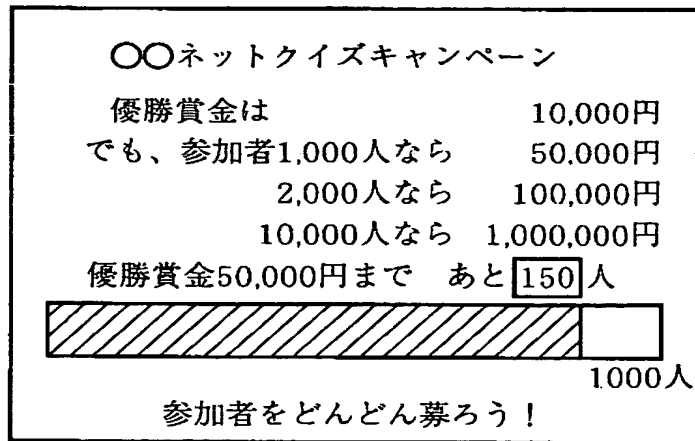 ○○ネットクイズキャンペーン
優勝賞金は 10,000円
でも、参加者1,000人なら 50.000円
2,000人なら 100,000円
10,000人なら 1,000,000円
優勝賞金50,000円まで あと150人
1000人
参加者をどんどん募ろう！